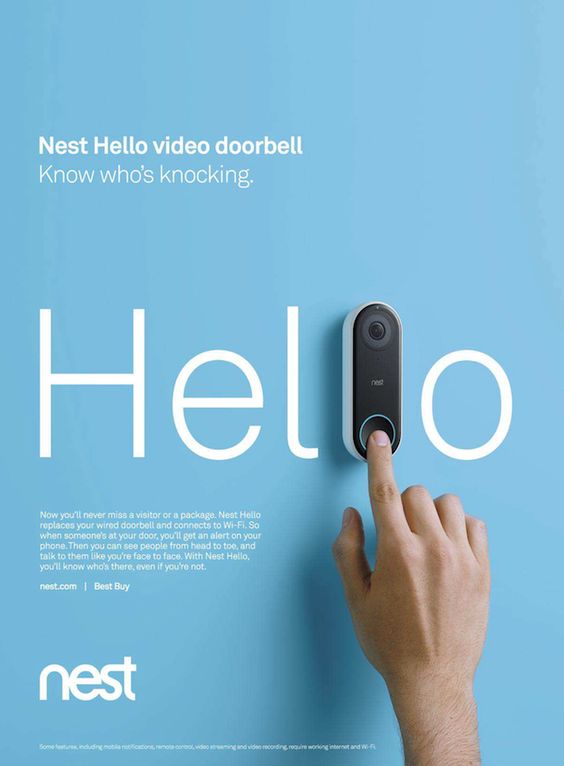 Nest Hello video doorbell
Know who's knocking.
Hello
nest
Now you'll never miss a visitor or a package. Nest Hello
replaces your wired doorbell and connects to Wi-Fi. So
when someone's at your door, you'll get an alert on your
phone. Then you can see people from head to toe, and
talk to them like you're face to face. With Nest Hello,
you'll know who's there, even if you're not.
nest.com | Best Buy
nest
Some features, including mobile notifications, remote control, video streaming and video recording, require working internet and Wi-Fi.